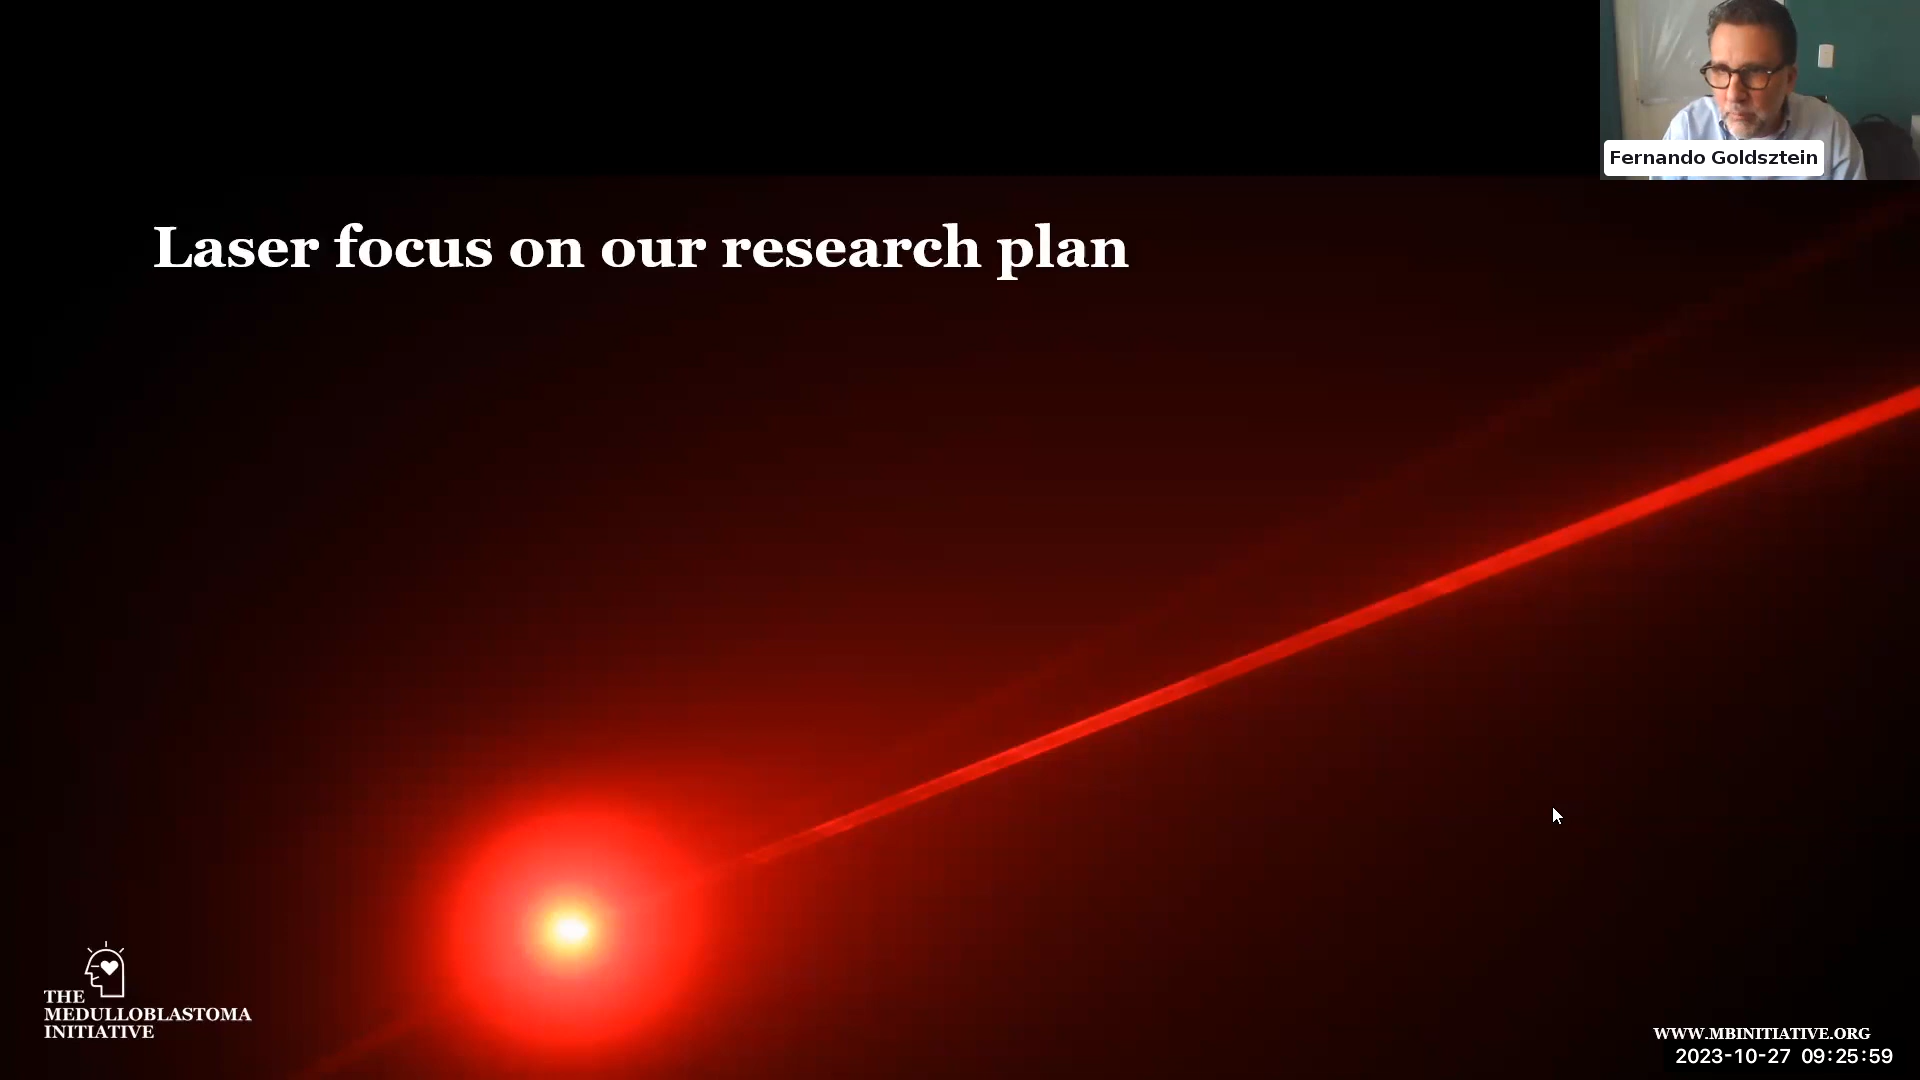 Fernando Goldsztein
Laser focus on our research plan
THE
MEDULLOBLASTOMA
INITIATIVE
WWW.MBINITIATIVE.ORG
2023-10-27 09:25:59